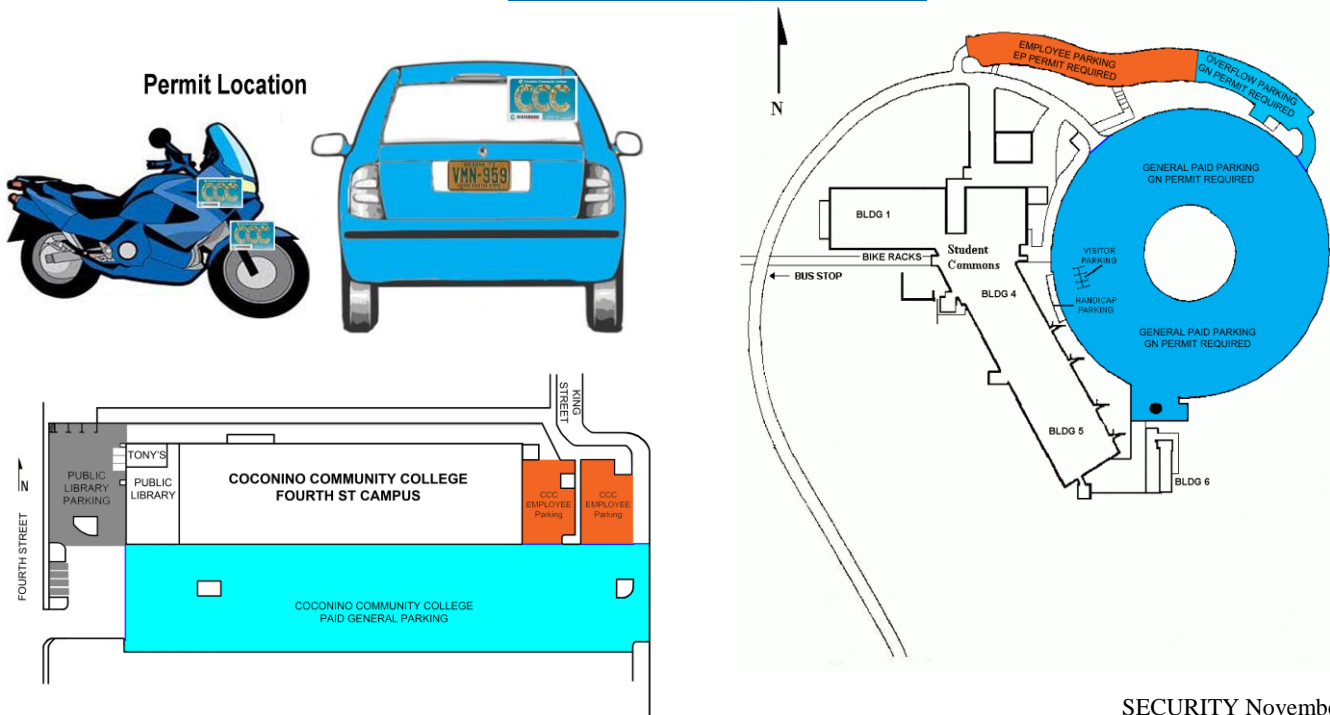 Permit Location
CCC
CCC
CCC
VMN-959
N
FOURTH STREET
PUBLIC
LIBRARY
PARKING
TONY'S
PUBLIC
LIBRARY
COCONINO COMMUNITY COLLEGE
FOURTH ST CAMPUS
KING
STREET
CCC
EMPLOYEE
Parking
CCC
EMPLOYEE
Parking
COCONINO COMMUNITY COLLEGE
PAID GENERAL PARKING
N
EMPLOYEE PARKING
EP PERMIT REQUIRED
OVERFLOW PARKING
GN PERMIT REQUIRED
GENERAL PAID PARKING
GN PERMIT REQUIRED
BLDG 1
Student
Commons
BIKE RACKS
BUS STOP
BLDG 4
VISITOR
PARKING
HANDICAP
PARKING
GENERAL PAID PARKING
GN PERMIT REQUIRED
BLDG 5
BLDG 6
SECURITY Novembe